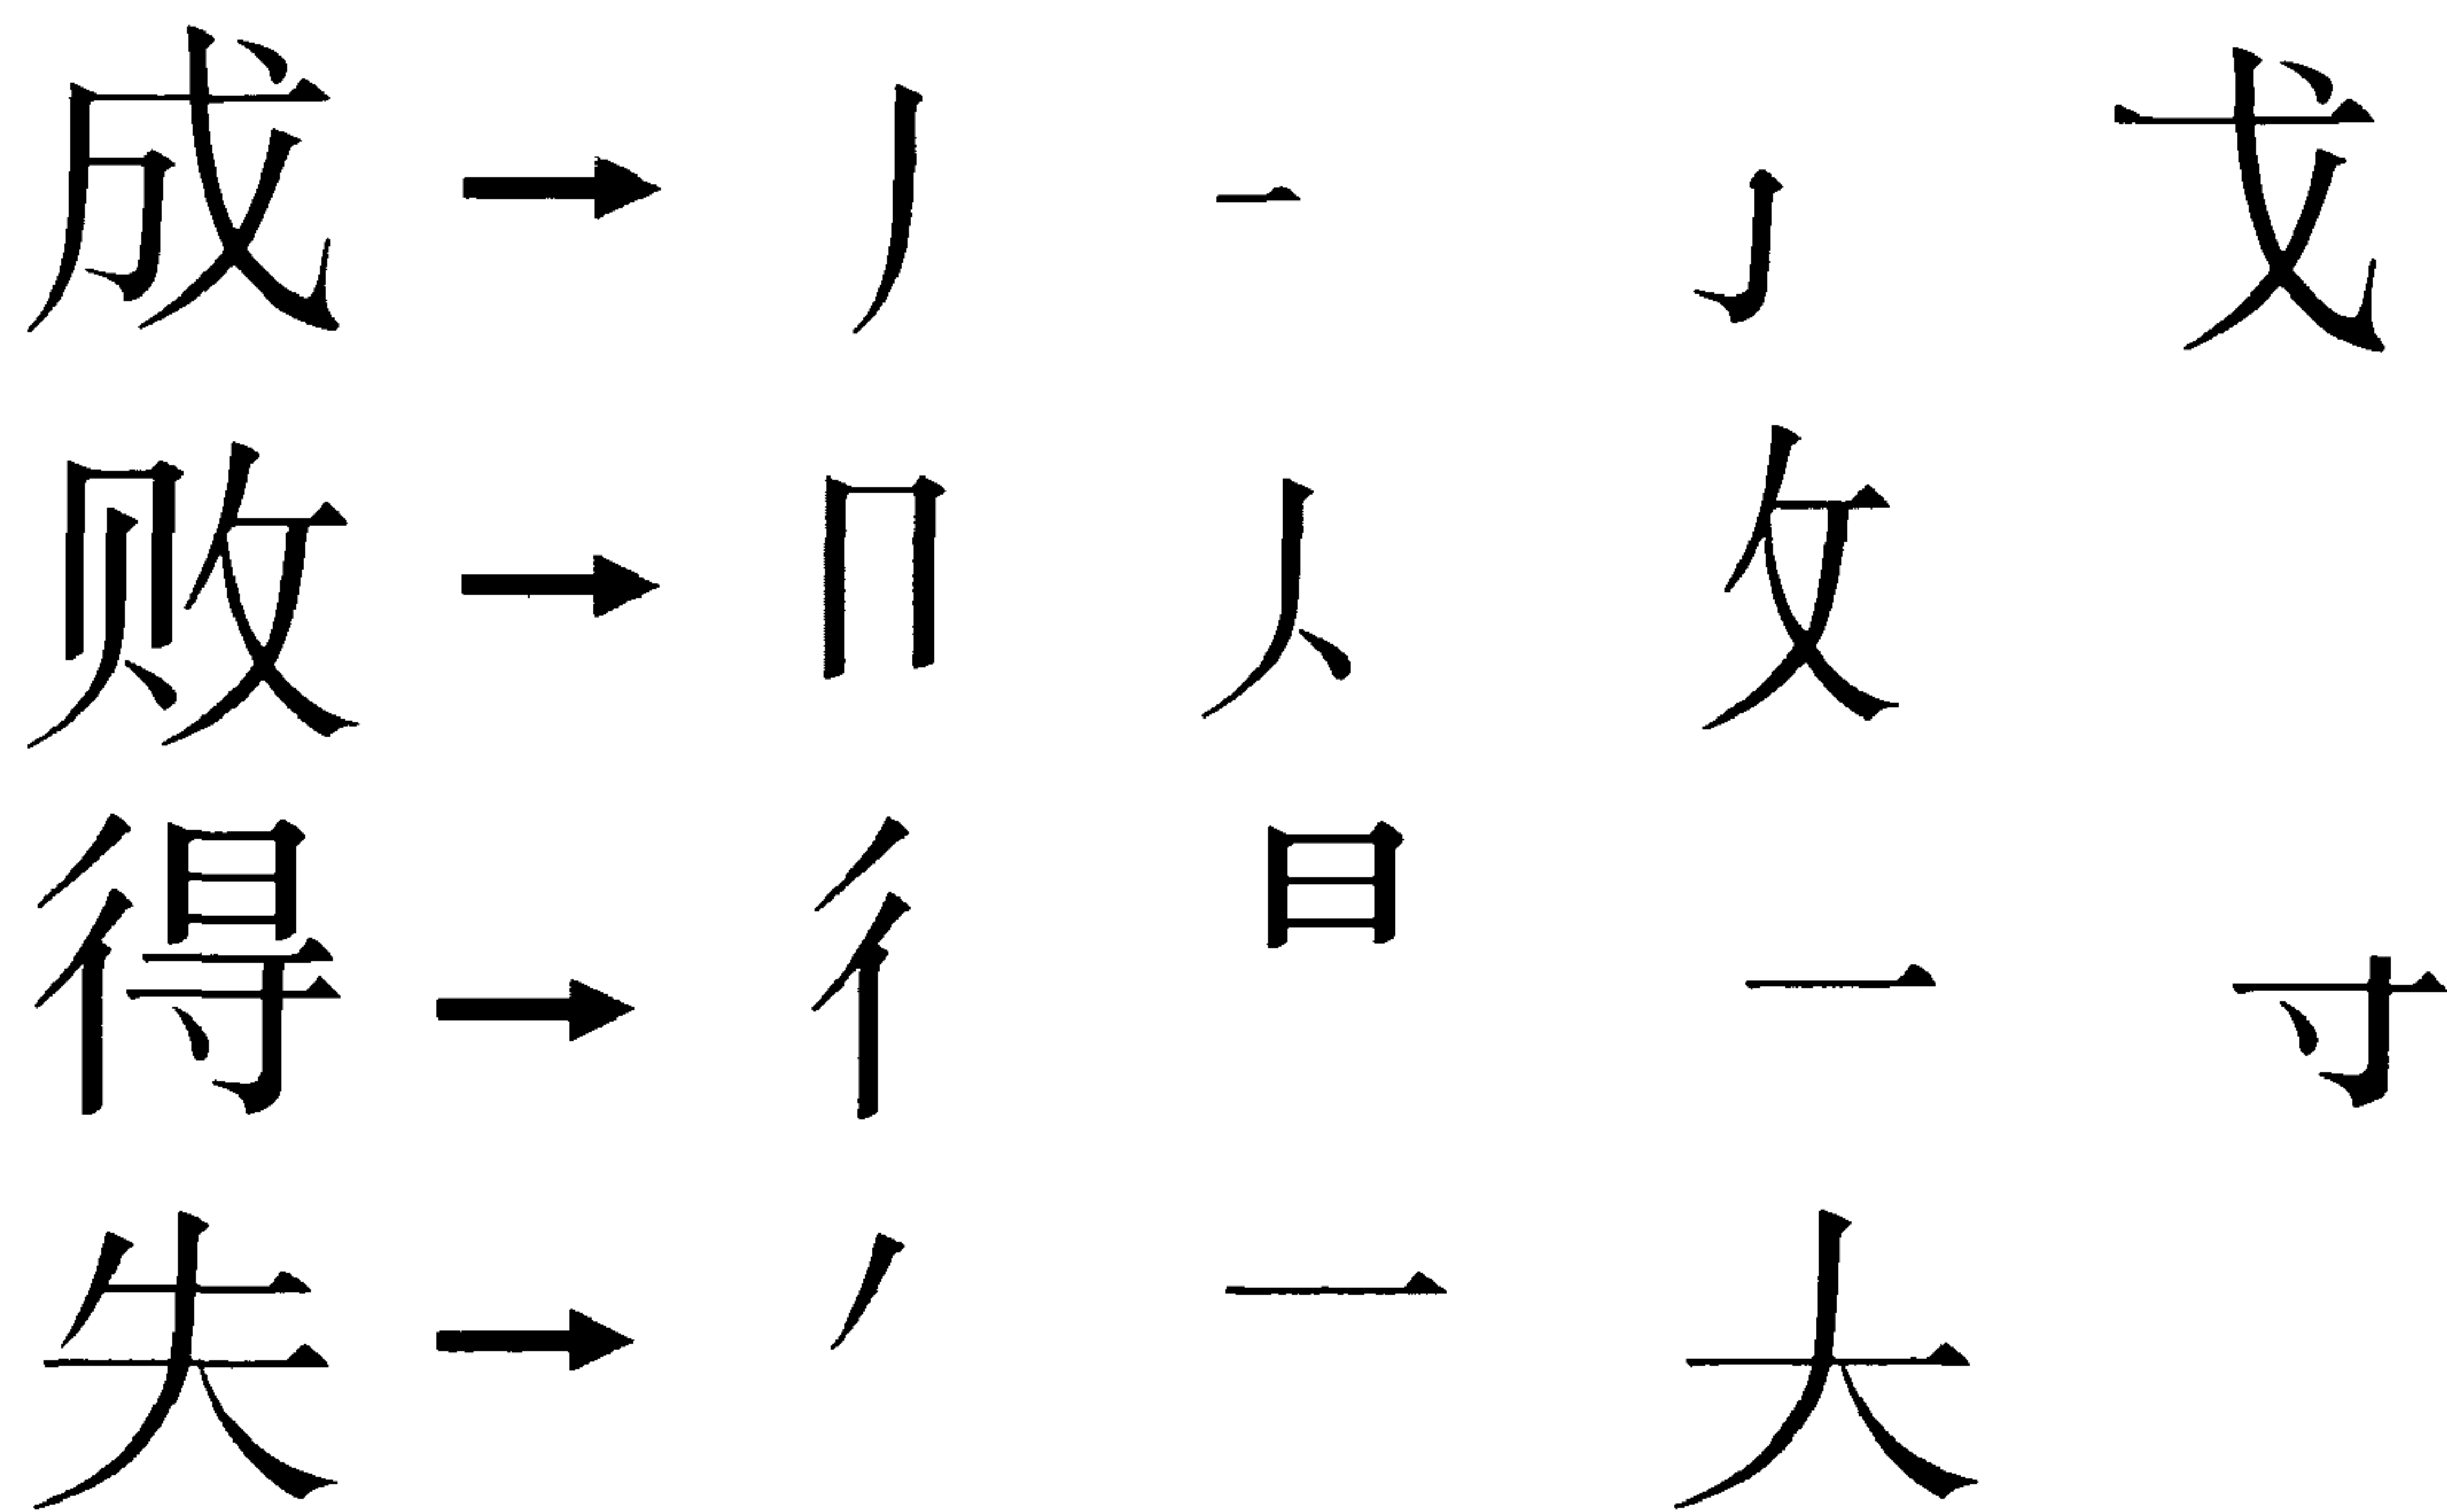 成 → 丿 ㇐ 亅 戈
败 → 冂 人 攵
得 → 彳 日 一 寸
失 → 丿 一 大